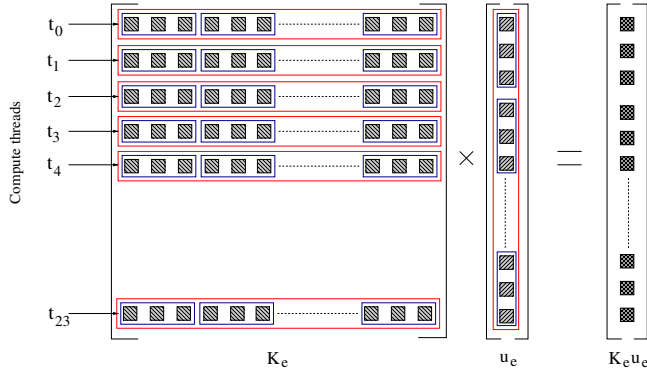 t0
t1
t2
t3
t4
t23
Compute threads
×
=
Ke
ue
Keue